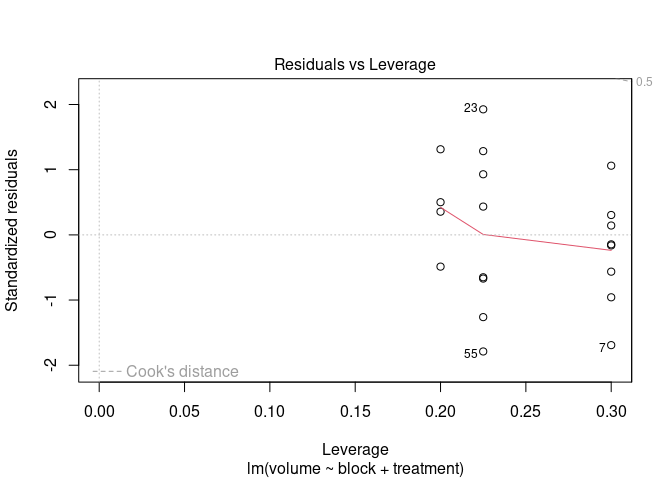 Residuals vs Leverage
0.5
2
23
1
0
-1
55
7
-2
Cook's distance
Standardized residuals
0.00 0.05 0.10 0.15 0.20 0.25 0.30
Leverage
lm(volume ~ block + treatment)